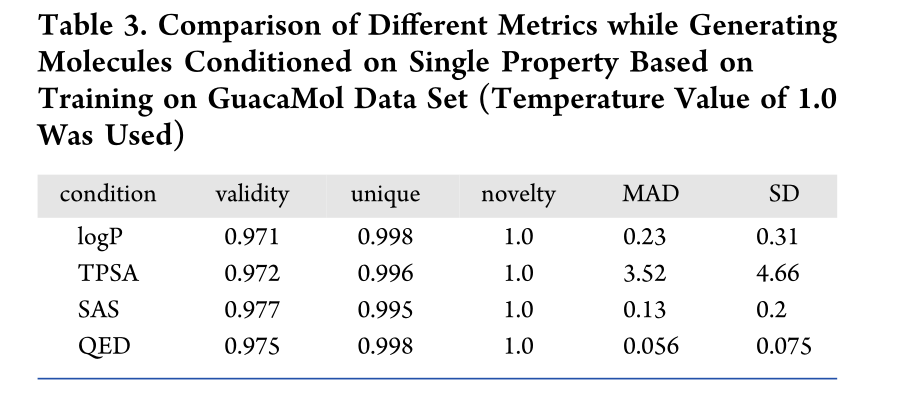 Table 3. Comparison of Different Metrics while Generating
Molecules Conditioned on Single Property Based on
Training on GuacaMol Data Set (Temperature Value of 1.0
Was Used)
condition validity unique novelty MAD SD
logP 0.971 0.998 1.0 0.23 0.31
TPSA 0.972 0.996 1.0 3.52 4.66
SAS 0.977 0.995 1.0 0.13 0.2
QED 0.975 0.998 1.0 0.056 0.075